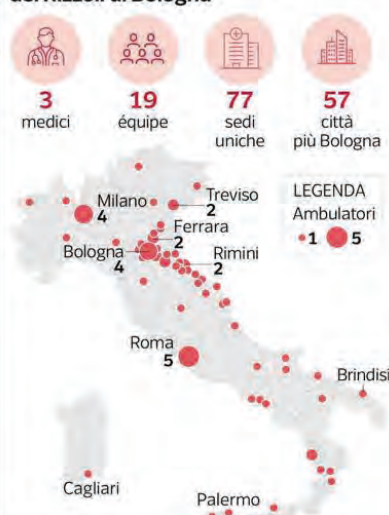 dei Rizzoli di Bologna
3
medici
19
équipe
77
sedi
uniche
57
città
più Bologna
LEGENDA
Ambulatori
1 5
Milano
4
Treviso
2
Ferrara
2
Bologna
4
Rimini
2
Roma
5
Brindisi
Cagliari
Palermo